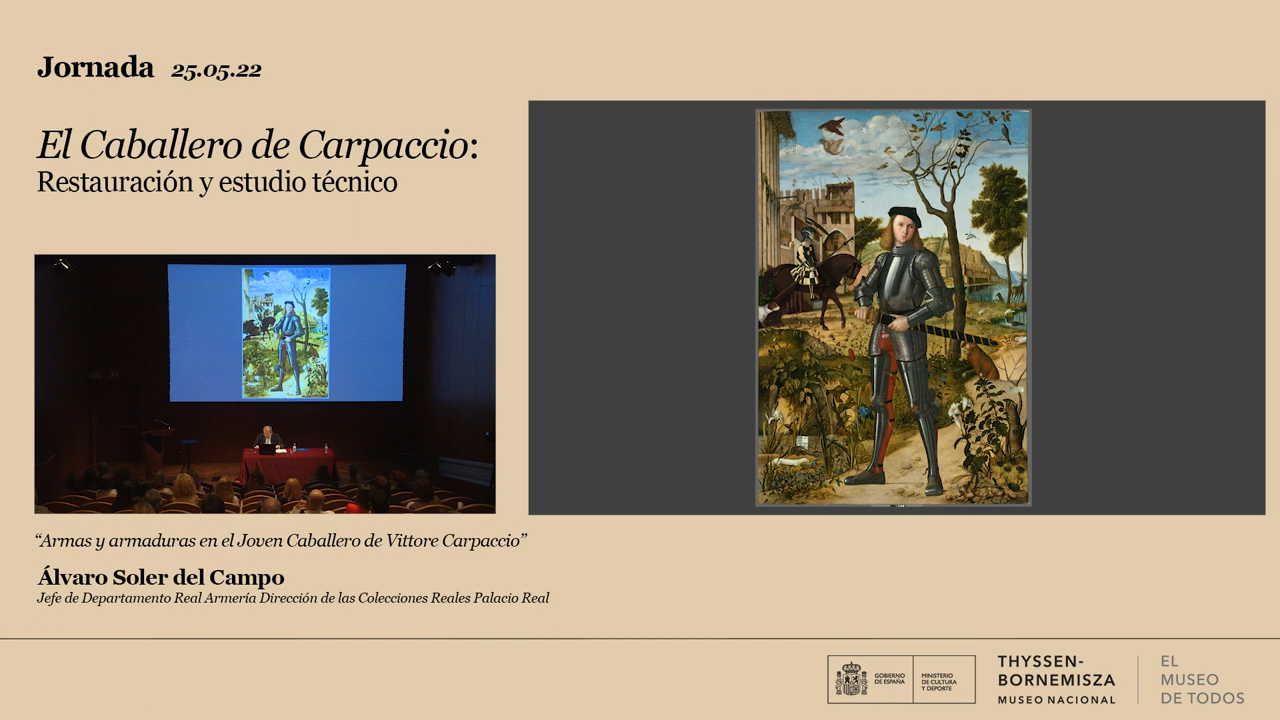 Jornada 25.05.22
El Caballero de Carpaccio:
Restauración y estudio técnico
“Armas y armaduras en el Joven Caballero de Vittore Carpaccio”
Álvaro Soler del Campo
Jefe de Departamento Real Armería Dirección de las Colecciones Reales Palacio Real
GOBIERNO
DE ESPAÑA
MINISTERIO
DE CULTURA
Y DEPORTE
THYSSEN-
BORNEMISZA
MUSEO NACIONAL
EL
MUSEO
DE TODOS